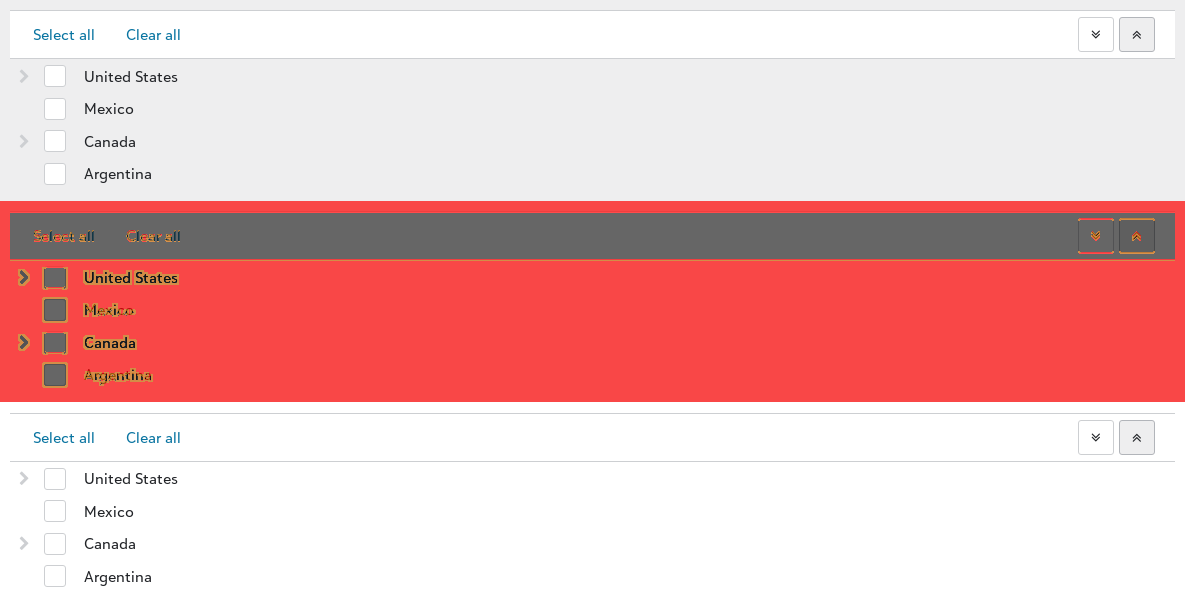 Select all Clear all
United States
Mexico
Canada
Argentina
Select all Clear all
United States
Mexico
Canada
Argentina
Select all Clear all
United States
Mexico
Canada
Argentina